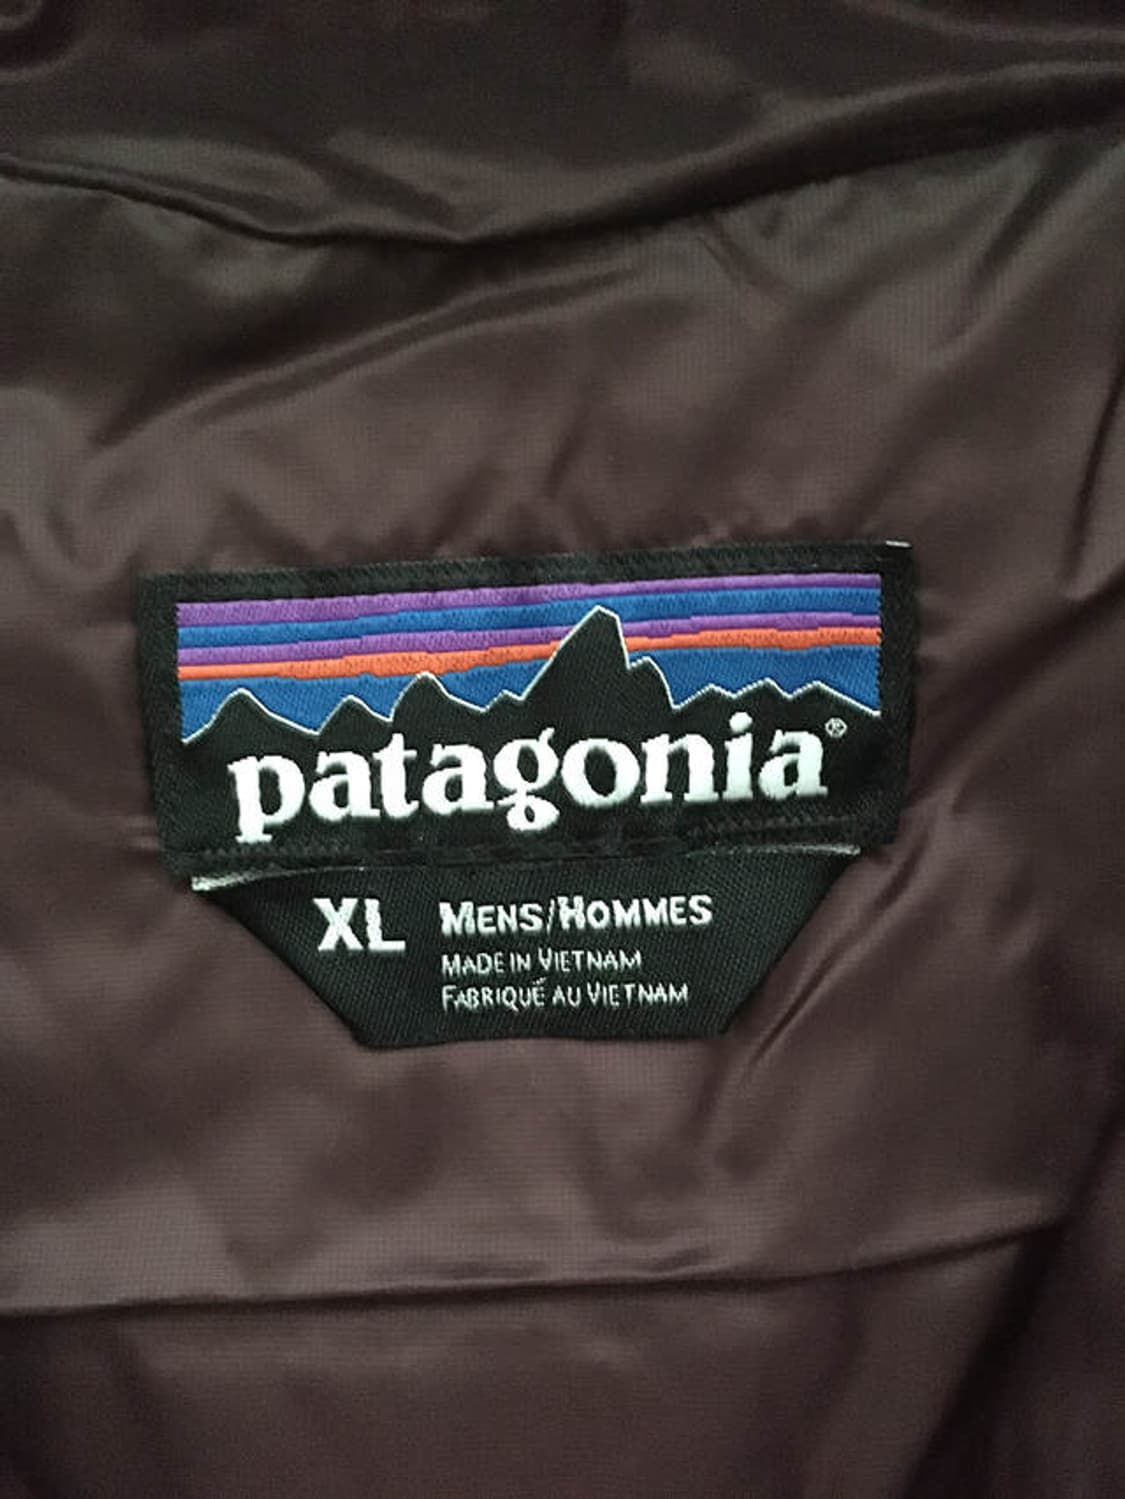 patagonia®
XL MENS/HOMMES
MADE IN VIETNAM
FABRIQUÉ AU VIETNAM